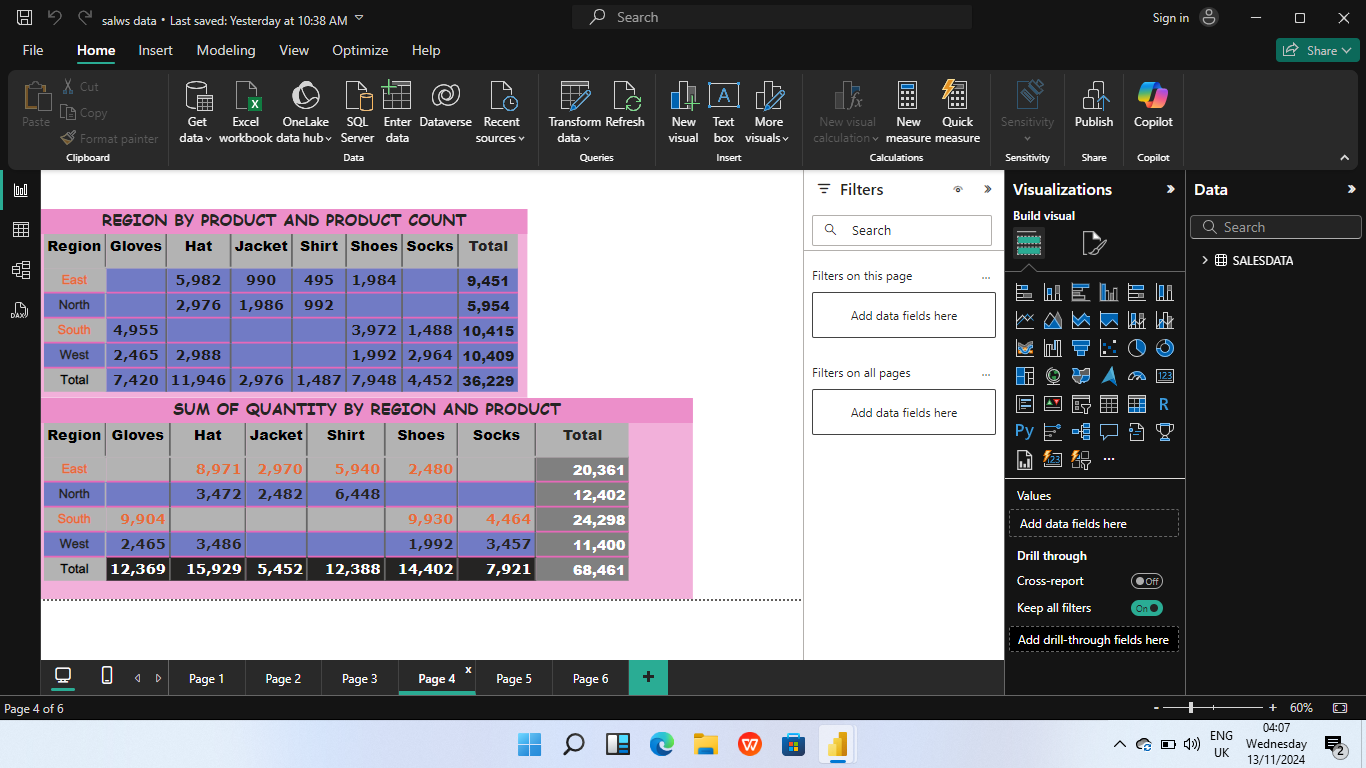 salws data • Last saved: Yesterday at 10:38 AM
Search
Sign in
File Home Insert Modeling View Optimize Help
Share
Paste
Cut
Copy
Format painter
Clipboard
Get data
Excel workbook
OneLake data hub
SQL Server
Enter data
Dataverse
Recent sources
Data
Transform data
Refresh
Queries
New visual
Text box
More visuals
Insert
New visual calculation
New measure
Quick measure
Calculations
Sensitivity
Sensitivity
Publish
Share
Copilot
Copilot
REGION BY PRODUCT AND PRODUCT COUNT
Region Gloves Hat Jacket Shirt Shoes Socks Total
East 5,982 990 495 1,984 9,451
North 2,976 1,986 992 5,954
South 4,955 3,972 1,488 10,415
West 2,465 2,988 1,992 2,964 10,409
Total 7,420 11,946 2,976 1,487 7,948 4,452 36,229
SUM OF QUANTITY BY REGION AND PRODUCT
Region Gloves Hat Jacket Shirt Shoes Socks Total
East 8,971 2,970 5,940 2,480 20,361
North 3,472 2,482 6,448 12,402
South 9,904 9,930 4,464 24,298
West 2,465 3,486 1,992 3,457 11,400
Total 12,369 15,929 5,452 12,388 14,402 7,921 68,461
Filters
Search
Filters on this page
Add data fields here
Filters on all pages
Add data fields here
Visualizations
Build visual
123
R
Py
123
Values
Add data fields here
Drill through
Cross-report Off
Keep all filters On
Add drill-through fields here
Data
Search
SALESDATA
DAX
Page 1 Page 2 Page 3 Page 4 x Page 5 Page 6 +
Page 4 of 6
- + 60%
ENG
UK
04:07
Wednesday
13/11/2024
2